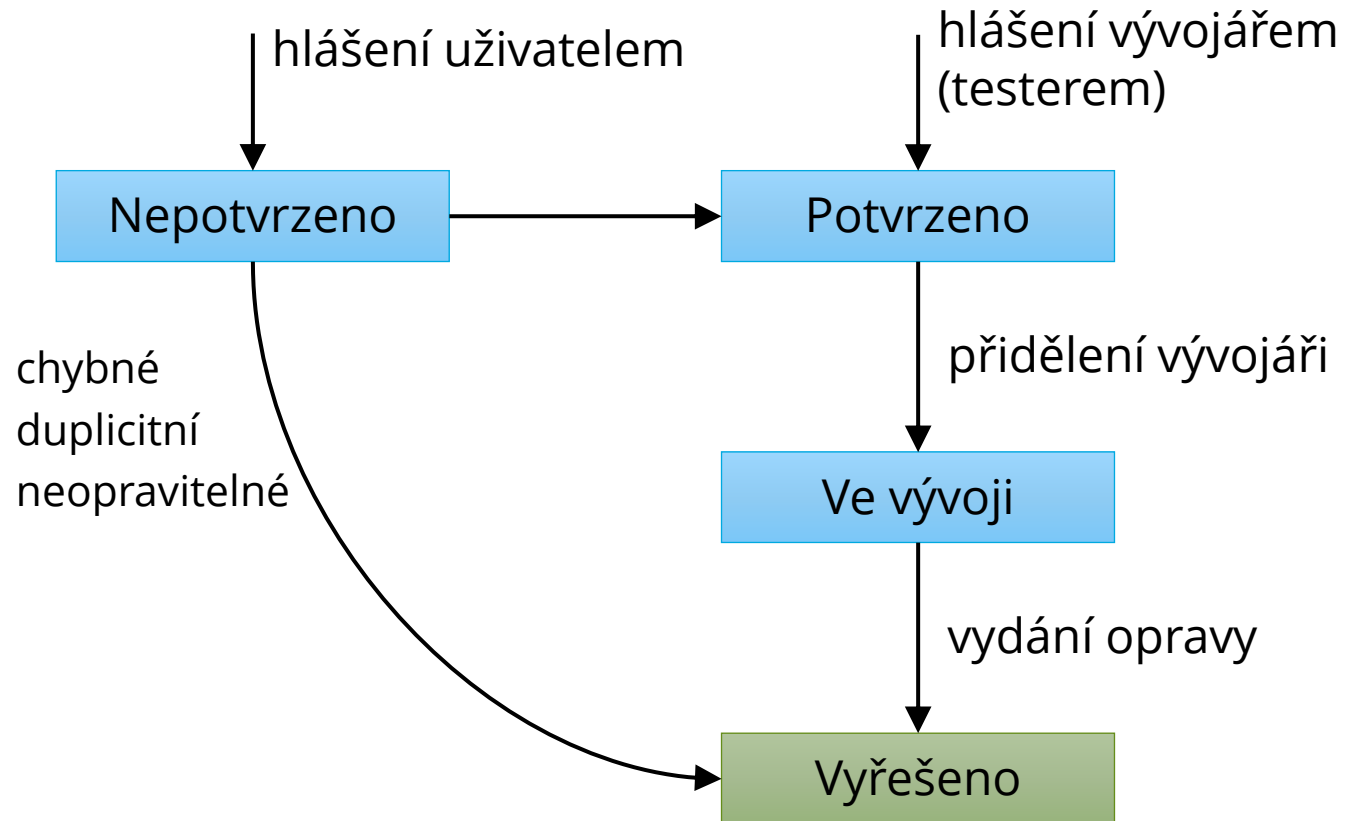 hlášení uživatelem
hlášení vývojářem
(testerem)
Nepotvrzeno
Potvrzeno
chybné
duplicitní
neopravitelné
přidělení vývojáři
Ve vývoji
vydání opravy
Vyřešeno